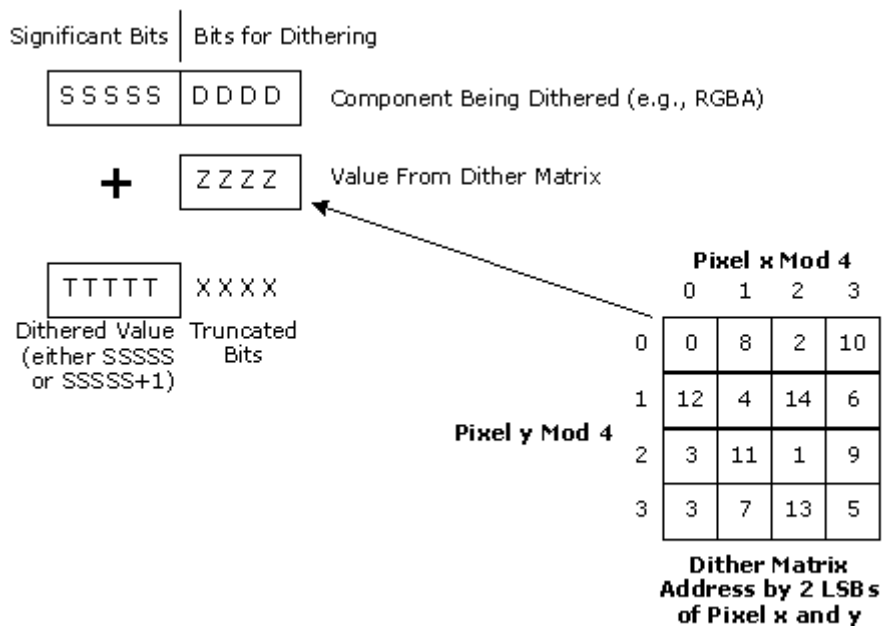 Significant Bits Bits for Dithering
SSSSS DDDD Component Being Dithered (e.g., RGBA)
+ ZZZZ Value From Dither Matrix
TTTTT XXXX
Dithered Value
(either SSSSS
or SSSSS+1)
Truncated
Bits
Pixel x Mod 4
0 1 2 3
0 0 8 2 10
1 12 4 14 6
Pixel y Mod 4
2 3 11 1 9
3 3 7 13 5
Dither Matrix
Address by 2 LSBs
of Pixel x and y